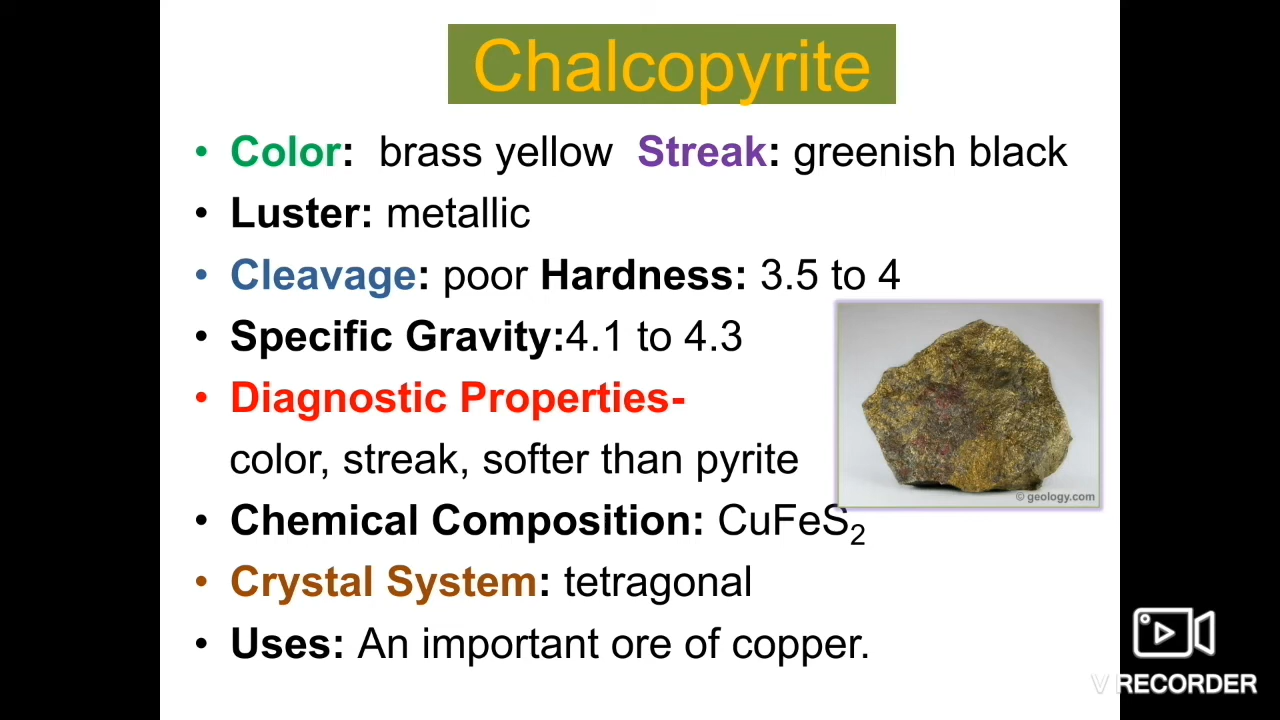 Chalcopyrite
• Color: brass yellow Streak: greenish black
• Luster: metallic
• Cleavage: poor Hardness: 3.5 to 4
• Specific Gravity:4.1 to 4.3
• Diagnostic Properties-
color, streak, softer than pyrite
© geology.com
• Chemical Composition: CuFeS₂
• Crystal System: tetragonal
• Uses: An important ore of copper.
V RECORDER